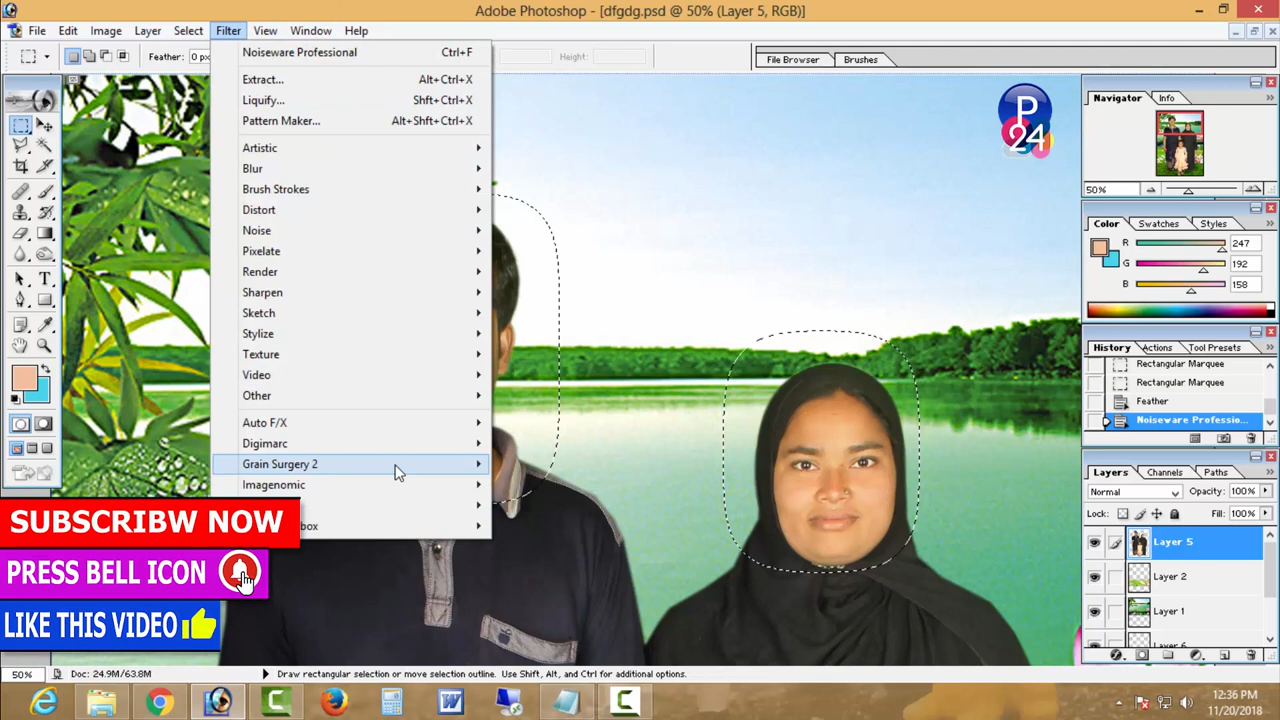 Adobe Photoshop - [dfgdg.psd @ 50% (Layer 5, RGB)]
File Edit Image Layer Select Filter View Window Help
Feather: 0 px
Height:
File Browser
Brushes
Noiseware Professional Ctrl+F
Extract... Alt+Ctrl+X
Liquify... Shft+Ctrl+X
Pattern Maker... Alt+Shft+Ctrl+X
Artistic
Blur
Brush Strokes
Distort
Noise
Pixelate
Render
Sharpen
Sketch
Stylize
Texture
Video
Other
Auto F/X
Digimarc
Grain Surgery 2
Imagenomic
box
P
24
Navigator Info
50%
Color Swatches Styles
R 247
G 192
B 158
History Actions Tool Presets
Rectangular Marquee
Rectangular Marquee
Feather
Noiseware Professio...
Layers Channels Paths
Normal Opacity: 100%
Lock: Fill: 100%
Layer 5
Layer 2
Layer 1
Layer 6
SUBSCRIBW NOW
PRESS BELL ICON
LIKE THIS VIDEO
50% Doc: 24.9M/63.8M Draw rectangular selection or move selection outline. Use Shift, Alt, and Ctrl for additional options.
12:36 PM
11/20/2018